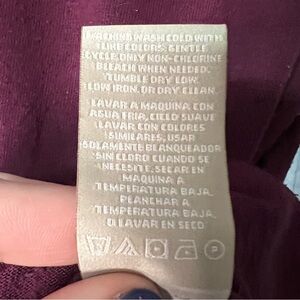 MACHINE WASH COLD WITH
LIKE COLORS, GENTLE
CYCLE. ONLY NON-CHLORINE
BLEACH WHEN NEEDED.
TUMBLE DRY LOW.
LOW IRON. OR DRY CLEAN.
LAVAR A MAQUINA CON
AGUA FRIA, CICLO SUAVE
LAVAR CON COLORES
SIMILARES, USAR
SOLAMENTE BLANQUEADOR
SIN CLORO CUANDO SE
NECESITE, SECAR EN
MAQUINA A
TEMPERATURA BAJA
PLANCHAR A
TEMPERATURA BAJA
O LAVAR EN SECO
P